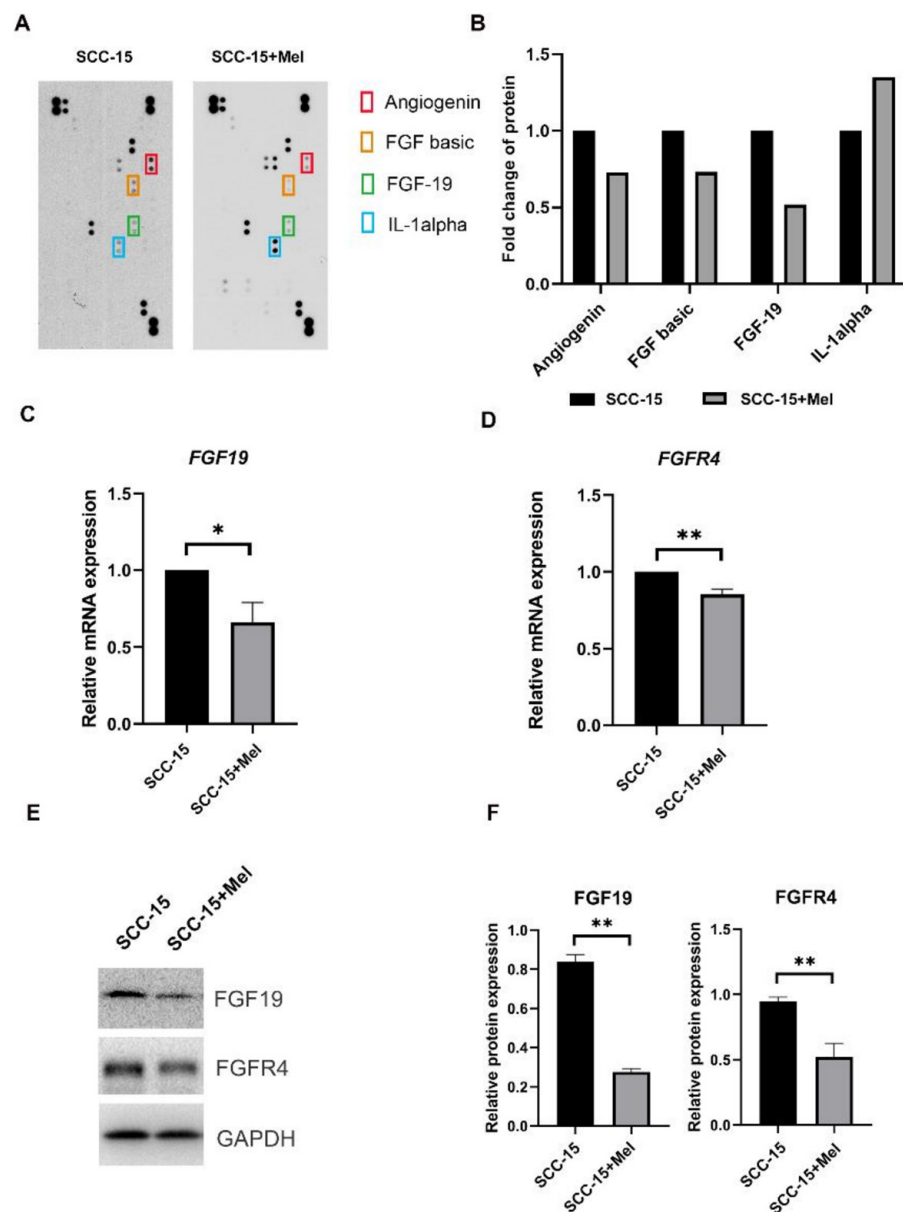 A
SCC-15
SCC-15+Mel
Angiogenin
FGF basic
FGF-19
IL-1alpha
B
Fold change of protein
1.5
1.0
0.5
0.0
Angiogenin
FGF basic
FGF-19
IL-1alpha
SCC-15
SCC-15+Mel
C
FGF19
Relative mRNA expression
1.5
1.0
0.5
0.0
*
SCC-15
SCC-15+Mel
D
FGFR4
Relative mRNA expression
1.5
1.0
0.5
0.0
**
SCC-15
SCC-15+Mel
E
SCC-15
SCC-15+Mel
FGF19
FGFR4
GAPDH
F
FGF19
Relative protein expression
1.0
0.8
0.6
0.4
0.2
0.0
**
SCC-15
SCC-15+Mel
FGFR4
Relative protein expression
1.5
1.0
0.5
0.0
**
SCC-15
SCC-15+Mel